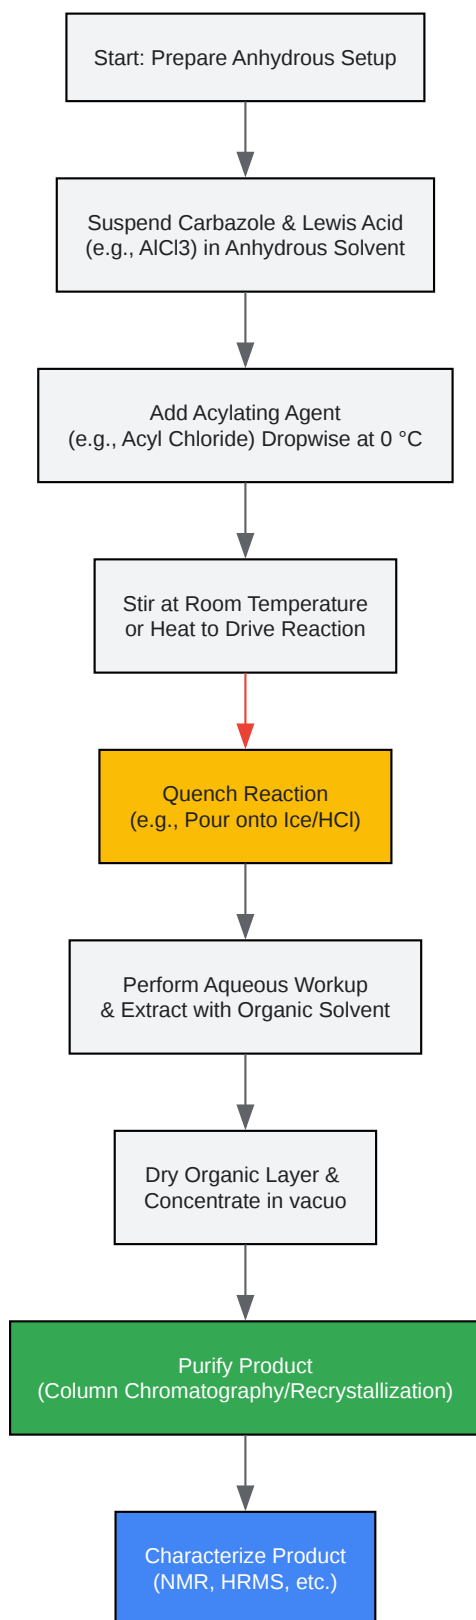 Start: Prepare Anhydrous Setup
Suspend Carbazole & Lewis Acid
(e.g., AlCl3) in Anhydrous Solvent
Add Acylating Agent
(e.g., Acyl Chloride) Dropwise at 0 °C
Stir at Room Temperature
or Heat to Drive Reaction
Quench Reaction
(e.g., Pour onto Ice/HCl)
Perform Aqueous Workup
& Extract with Organic Solvent
Dry Organic Layer &
Concentrate in vacuo
Purify Product
(Column Chromatography/Recrystallization)
Characterize Product
(NMR, HRMS, etc.)